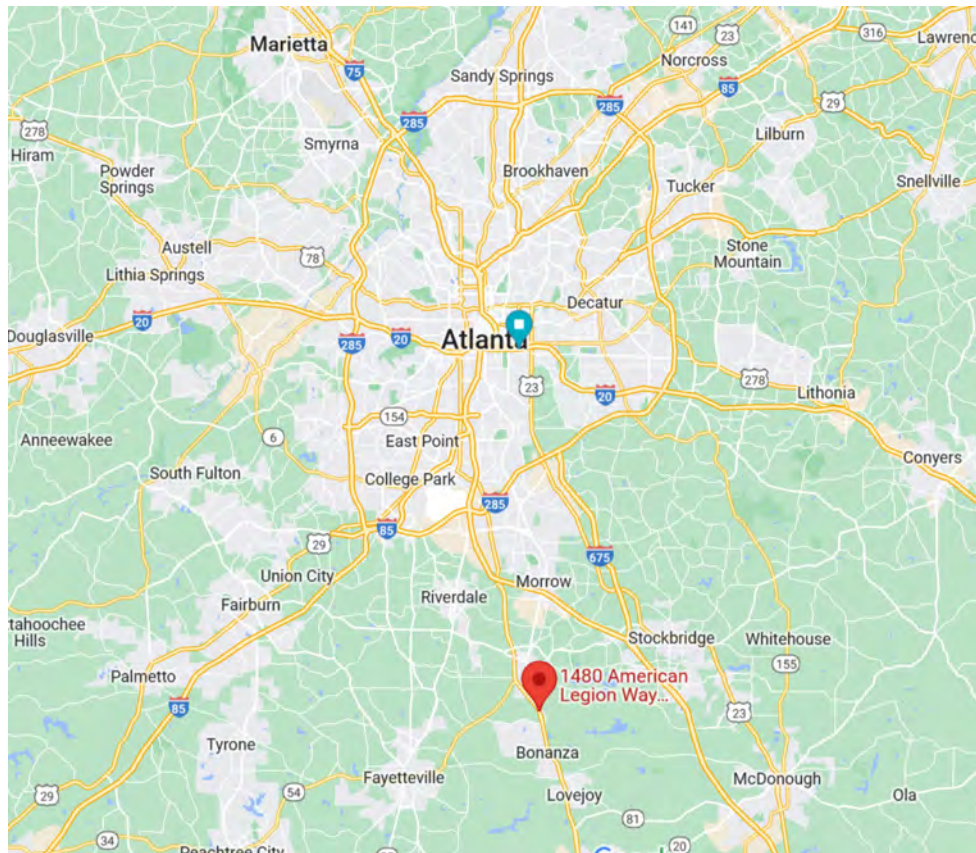 141
23
316
Lawrenc
Marietta
Norcross
75
Sandy Springs
85
285
29
285
278
Hiram
Smyrna
Lilburn
Powder
Springs
Brookhaven
Tucker
Snellville
Austell
78
Stone
Mountain
Lithia Springs
Decatur
20
Douglasville
285
20
Atlanta
23
278
20
Lithonia
154
Anneewakee
6
East Point
Conyers
South Fulton
College Park
285
85
29
675
Union City
Morrow
Riverdale
Fairburn
ttahoochee
Hills
Stockbridge
Whitehouse
155
Palmetto
1480 American
Legion Way...
85
23
Tyrone
Bonanza
Fayetteville
McDonough
29
54
Lovejoy
Ola
81
34
Peachtree City
20